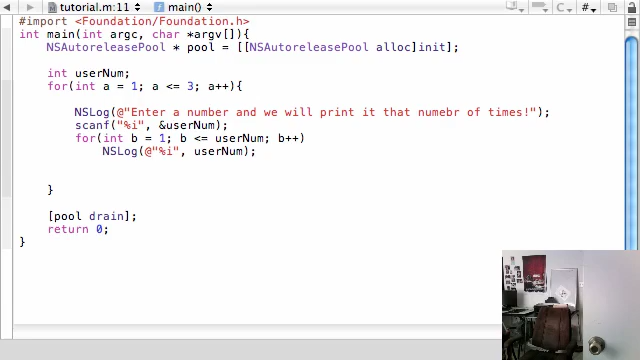 tutorial.m:11 main()
#import <Foundation/Foundation.h>
int main(int argc, char *argv[]){
NSAutoreleasePool * pool = [[NSAutoreleasePool alloc]init];
int userNum;
for(int a = 1; a <= 3; a++){
NSLog(@"Enter a number and we will print it that numebr of times!");
scanf("%i", &userNum);
for(int b = 1; b <= userNum; b++)
NSLog(@"%i", userNum);
}
[pool drain];
return 0;
}